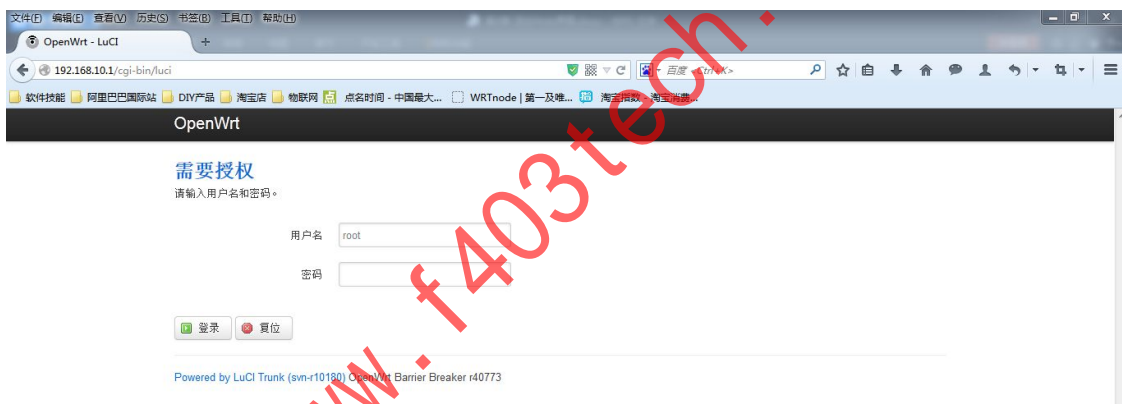 文件(F) 编辑(E) 查看(V) 历史(S) 书签(B) 工具(T) 帮助(H)
OpenWrt - LuCI
192.168.10.1/cgi-bin/luci 百度 <Ctrl+K>
软件技能 阿里巴巴国际站 DIY产品 淘宝店 物联网 点名时间 - 中国最大... WRTnode | 第一及唯... 淘宝指数 - 淘宝消费...
OpenWrt
需要授权
请输入用户名和密码。
用户名 root
密码
登录 复位
Powered by LuCI Trunk (svn-r10180) OpenWrt Barrier Breaker r40773
www.f403tech.